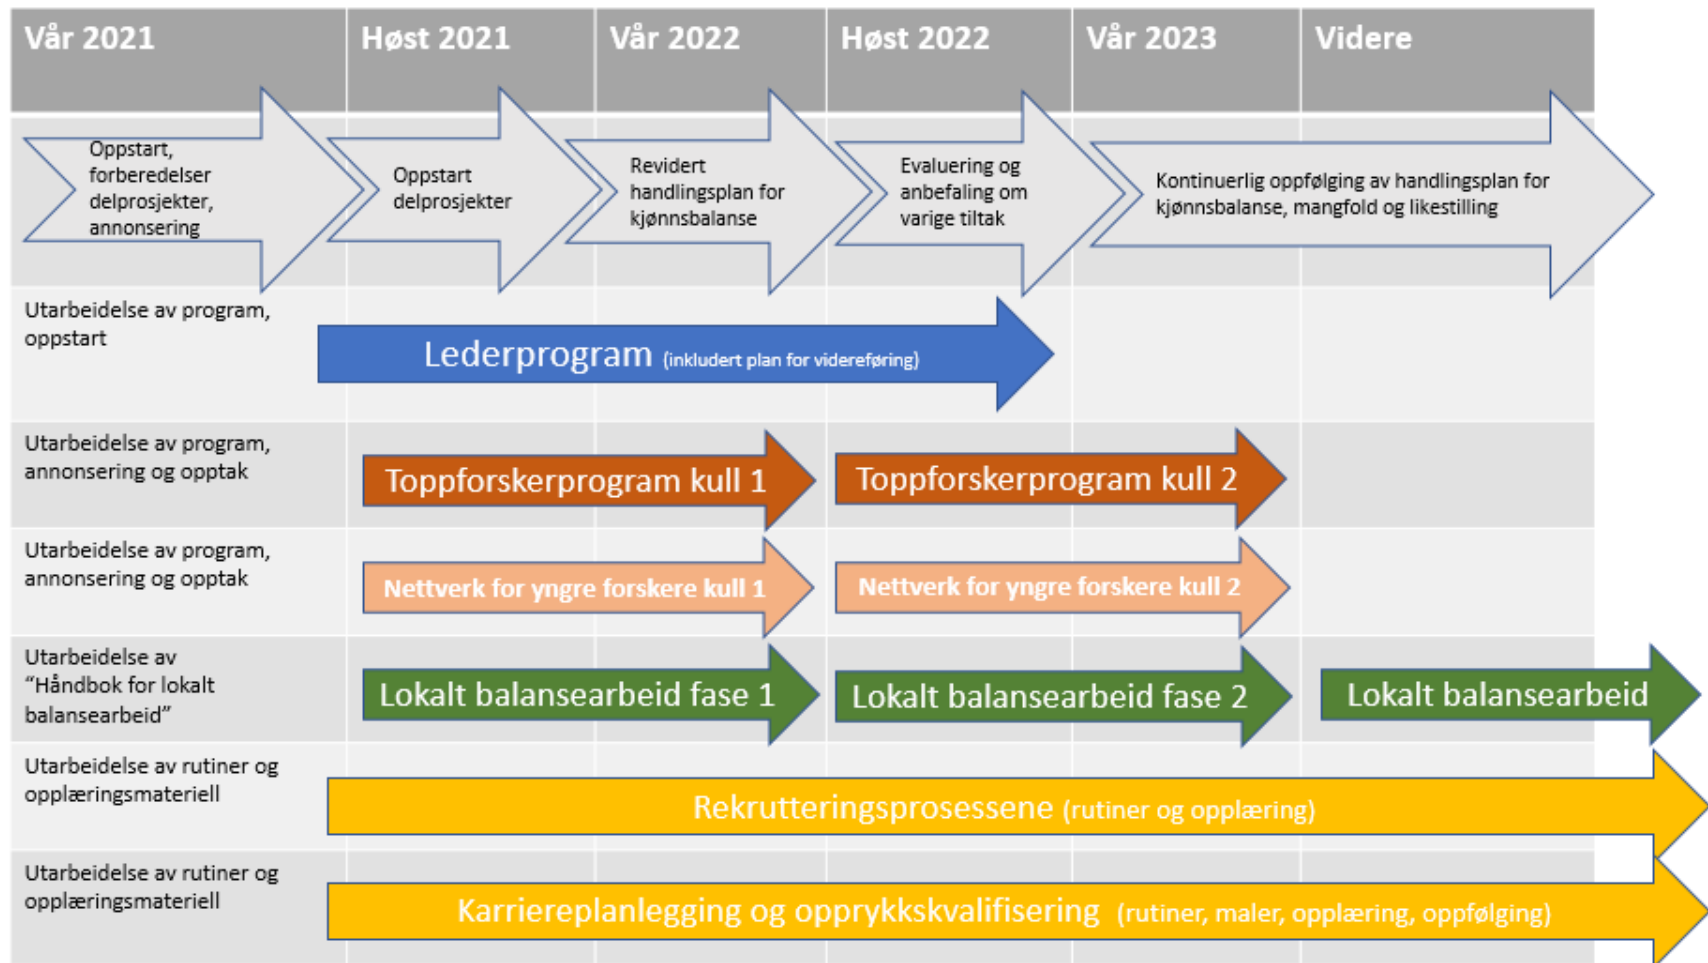 Vår 2021
Høst 2021
Vår 2022
Høst 2022
Vår 2023
Videre
Oppstart,
forberedelser
delprosjekter,
annonsering
Oppstart
delprosjekter
Revidert
handlingsplan for
kjønnsbalanse
Evaluering og
anbefaling om
varige tiltak
Kontinuerlig oppfølging av handlingsplan for
kjønnsbalanse, mangfold og likestilling
Utarbeidelse av program,
oppstart
Lederprogram (inkludert plan for videreføring)
Utarbeidelse av program,
annonsering og opptak
Toppforskerprogram kull 1
Toppforskerprogram kull 2
Utarbeidelse av program,
annonsering og opptak
Nettverk for yngre forskere kull 1
Nettverk for yngre forskere kull 2
Utarbeidelse av
“Håndbok for lokalt
balansearbeid”
Lokalt balansearbeid fase 1
Lokalt balansearbeid fase 2
Lokalt balansearbeid
Utarbeidelse av rutiner og
opplæringsmateriell
Rekrutteringsprosessene (rutiner og opplæring)
Utarbeidelse av rutiner og
opplæringsmateriell
Karriereplanlegging og opprykkskvalifisering (rutiner, maler, opplæring, oppfølging)